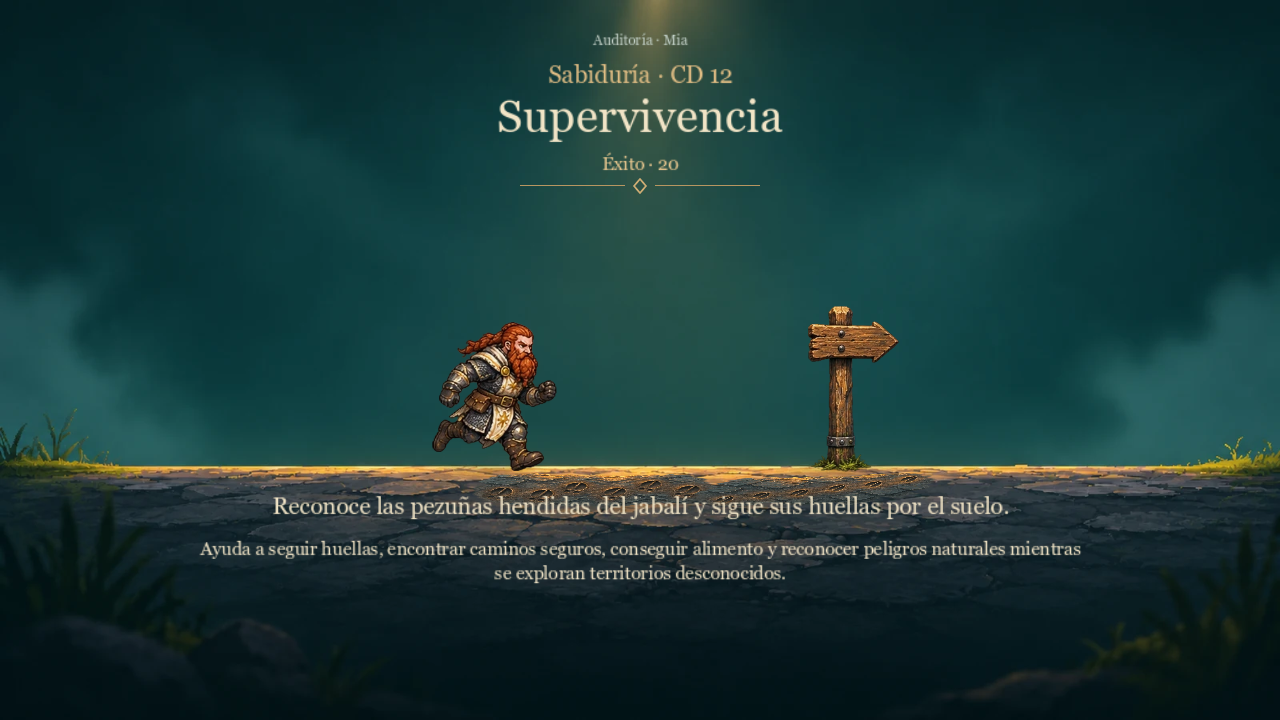 Auditoría · Mia
Sabiduría · CD 12
Supervivencia
Éxito · 20
Reconoce las pezuñas hendidas del jabalí y sigue sus huellas por el suelo.
Ayuda a seguir huellas, encontrar caminos seguros, conseguir alimento y reconocer peligros naturales mientras
se exploran territorios desconocidos.